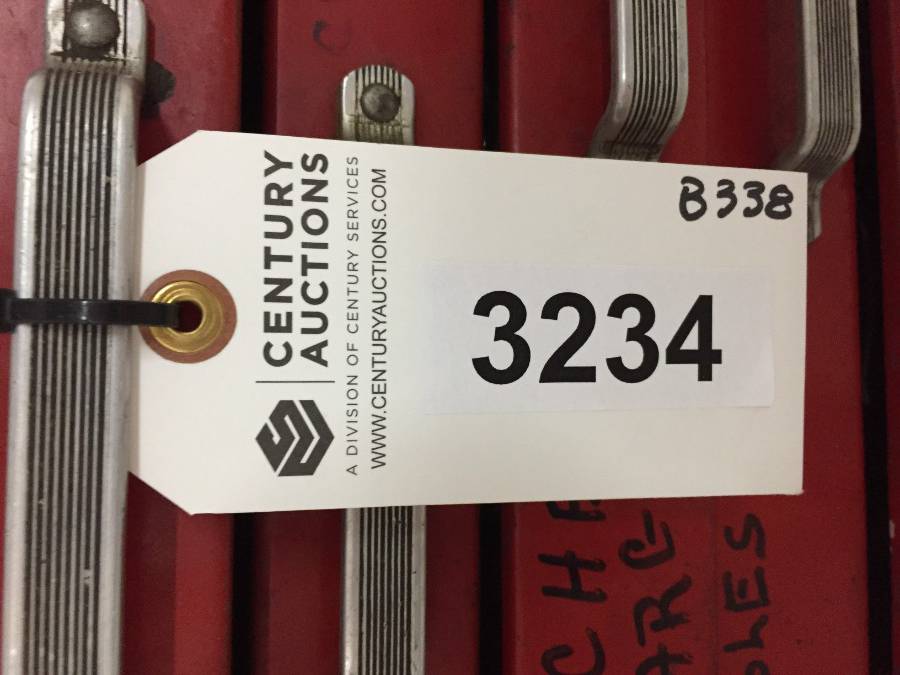 CENTURY
AUCTIONS
A DIVISION OF CENTURY SERVICES
WWW.CENTURYAUCTIONS.COM
B338
3234